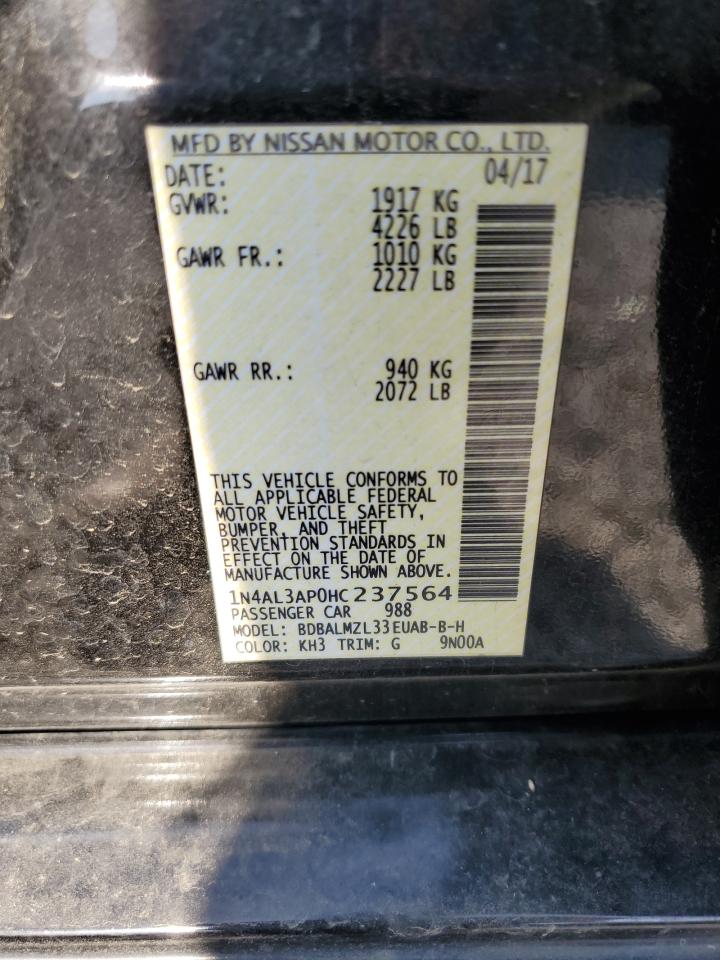 MFD BY NISSAN MOTOR CO., LTD.
DATE: 04/17
GVWR: 1917 KG
4226 LB
GAWR FR.: 1010 KG
2227 LB
GAWR RR.: 940 KG
2072 LB
THIS VEHICLE CONFORMS TO
ALL APPLICABLE FEDERAL
MOTOR VEHICLE SAFETY,
BUMPER, AND THEFT
PREVENTION STANDARDS IN
EFFECT ON THE DATE OF
MANUFACTURE SHOWN ABOVE.
1N4AL3AP0HC237564
PASSENGER CAR 988
MODEL: BDBALMZL33EUAB-B-H
COLOR: KH3 TRIM: G 9N00A